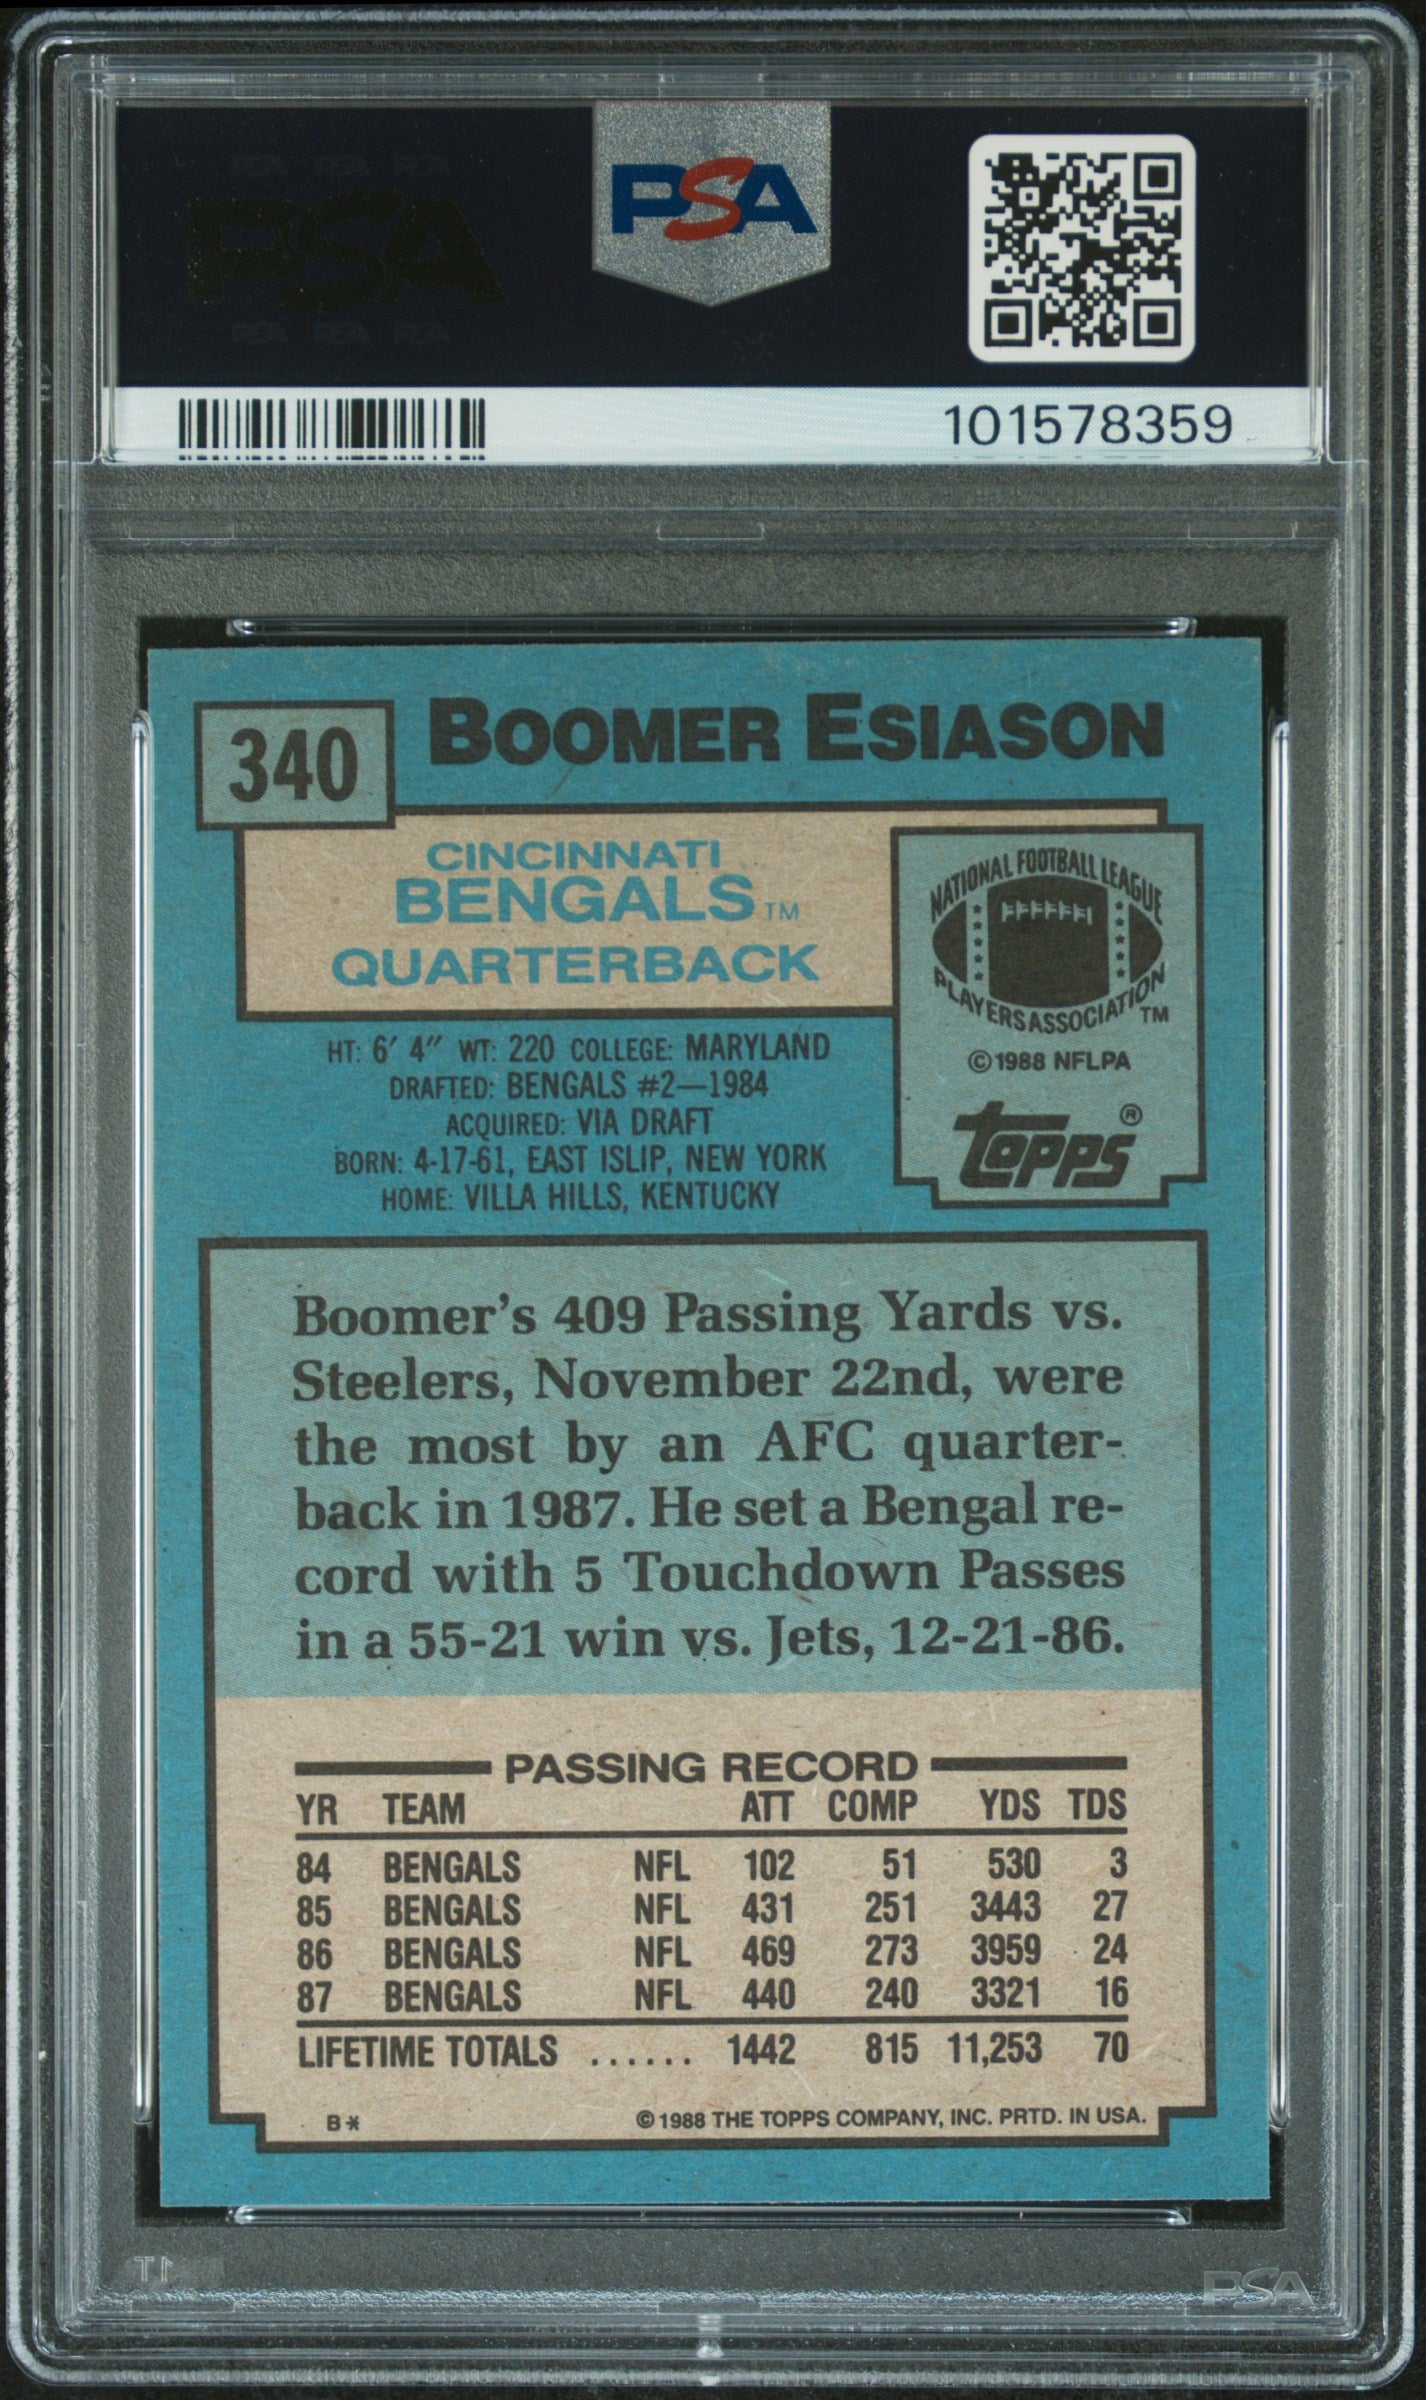 PSA
101578359
340
BOOMER ESIASON
CINCINNATI
BENGALS TM
QUARTERBACK
NATIONAL FOOTBALL LEAGUE
PLAYERS ASSOCIATION TM
© 1988 NFLPA
topps®
HT: 6′ 4″ WT: 220 COLLEGE: MARYLAND
DRAFTED: BENGALS #2—1984
ACQUIRED: VIA DRAFT
BORN: 4-17-61, EAST ISLIP, NEW YORK
HOME: VILLA HILLS, KENTUCKY
Boomer's 409 Passing Yards vs.
Steelers, November 22nd, were
the most by an AFC quarter-
back in 1987. He set a Bengal re-
cord with 5 Touchdown Passes
in a 55-21 win vs. Jets, 12-21-86.
PASSING RECORD
YR TEAM ATT COMP YDS TDS
84 BENGALS NFL 102 51 530 3
85 BENGALS NFL 431 251 3443 27
86 BENGALS NFL 469 273 3959 24
87 BENGALS NFL 440 240 3321 16
LIFETIME TOTALS ...... 1442 815 11,253 70
B* © 1988 THE TOPPS COMPANY, INC. PRTD. IN USA.
PSA